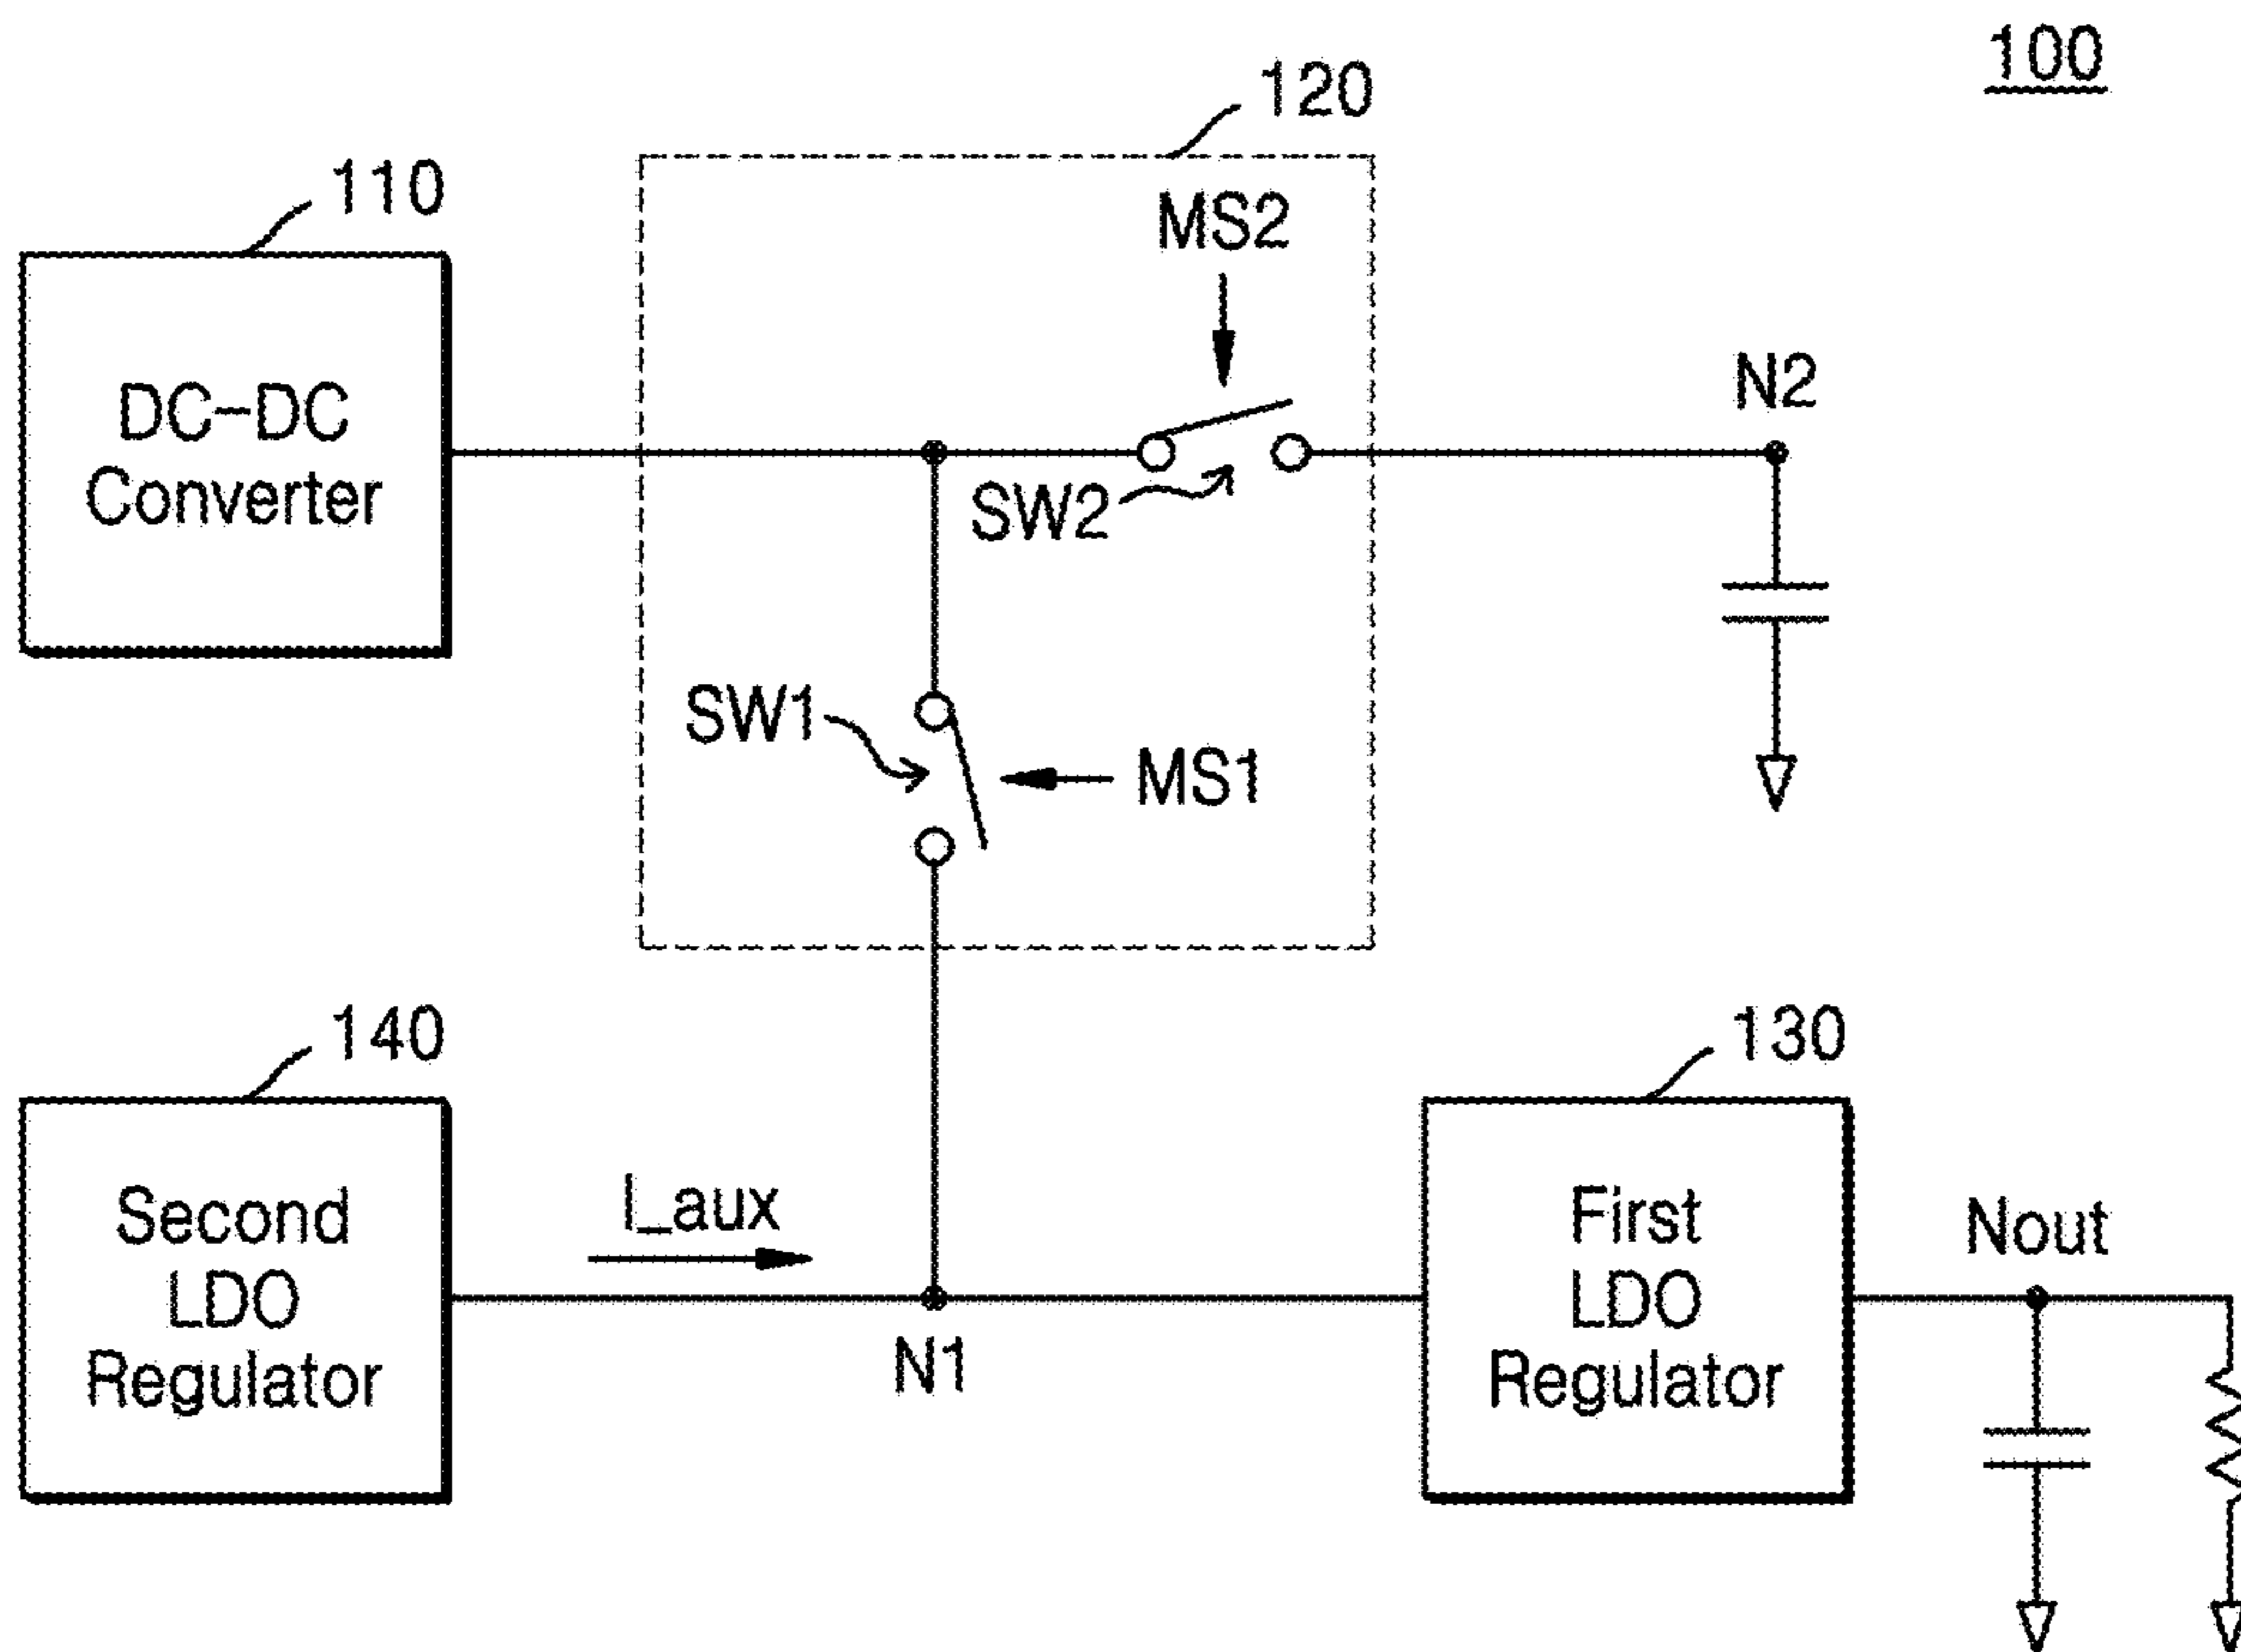 100
120
110
MS2
DC-DC
Converter
N2
SW2
SW1
MS1
140
130
Second
LDO
Regulator
I_aux
First
LDO
Regulator
Nout
N1